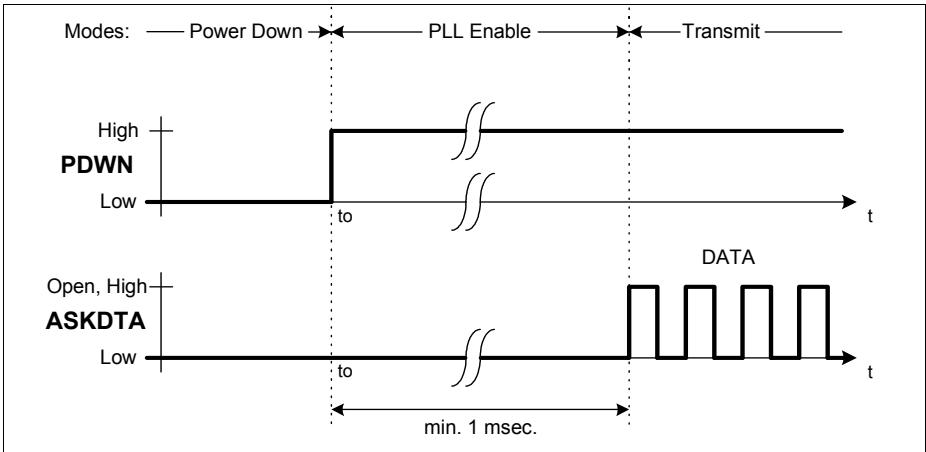 Modes: Power Down PLL Enable Transmit
High
PDWN
Low
to
t
DATA
Open, High
ASKDTA
Low
to
t
min. 1 msec.